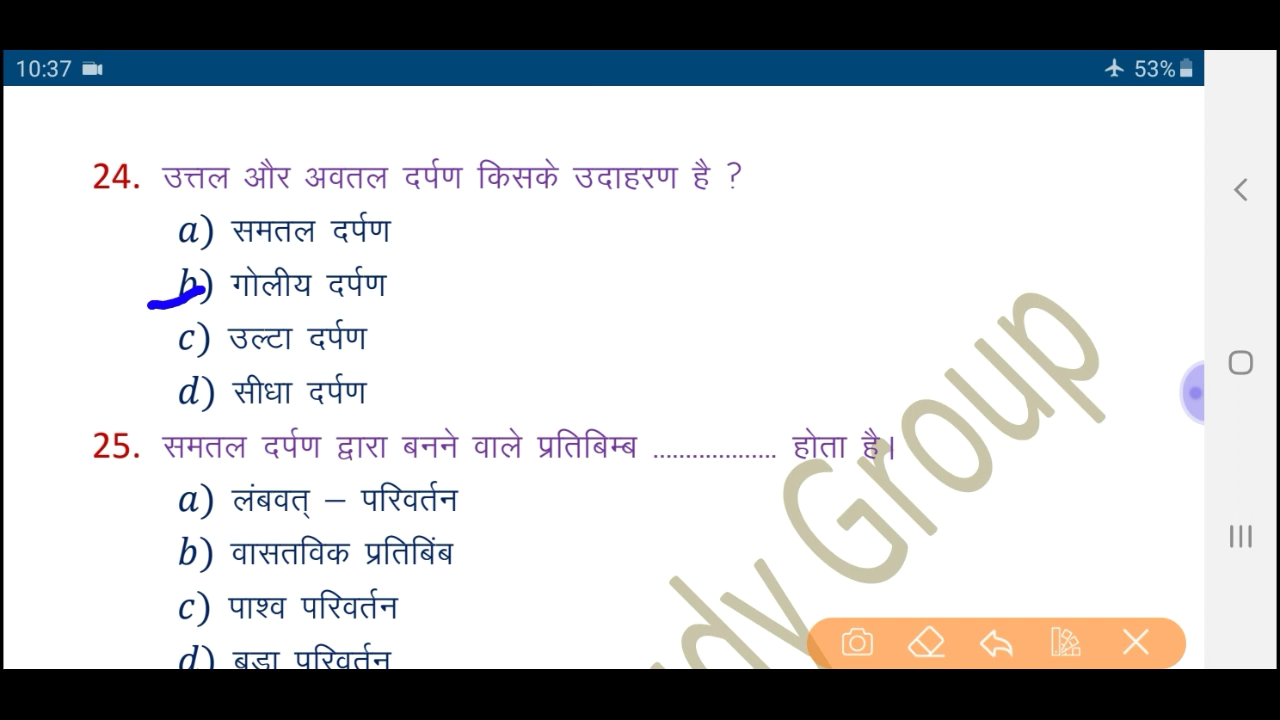 10:37
53%
24. उत्तल और अवतल दर्पण किसके उदाहरण है ?
a) समतल दर्पण
b) गोलीय दर्पण
c) उल्टा दर्पण
d) सीधा दर्पण
25. समतल दर्पण द्वारा बनने वाले प्रतिबिम्ब ................... होता है।
a) लंबवत् – परिवर्तन
b) वासतविक प्रतिबिंब
c) पाश्व परिवर्तन
d) बडा परिवर्तन
Group